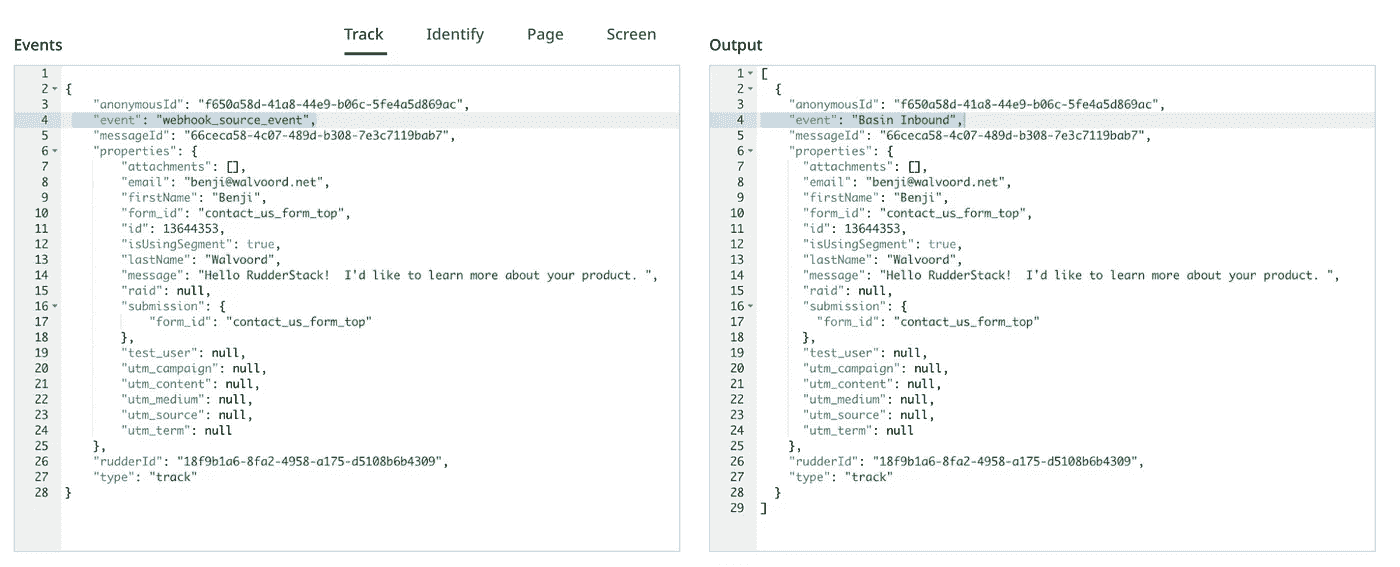 Events
Track Identify Page Screen
1
2 {
3 "anonymousId": "f650a58d-41a8-44e9-b06c-5fe4a5d869ac",
4 "event": "webhook_source_event",
5 "messageId": "66ceca58-4c07-489d-b308-7e3c7119bab7",
6 "properties": {
7 "attachments": [],
8 "email": "benji@walvoord.net",
9 "firstName": "Benji",
10 "form_id": "contact_us_form_top",
11 "id": 13644353,
12 "isUsingSegment": true,
13 "lastName": "Walvoord",
14 "message": "Hello RudderStack!  I'd like to learn more about your product. ",
15 "raid": null,
16 "submission": {
17 "form_id": "contact_us_form_top"
18 },
19 "test_user": null,
20 "utm_campaign": null,
21 "utm_content": null,
22 "utm_medium": null,
23 "utm_source": null,
24 "utm_term": null
25 },
26 "rudderId": "18f9b1a6-8fa2-4958-a175-d5108b6b4309",
27 "type": "track"
28 }
Output
1 [
2 {
3 "anonymousId": "f650a58d-41a8-44e9-b06c-5fe4a5d869ac",
4 "event": "Basin Inbound",
5 "messageId": "66ceca58-4c07-489d-b308-7e3c7119bab7",
6 "properties": {
7 "attachments": [],
8 "email": "benji@walvoord.net",
9 "firstName": "Benji",
10 "form_id": "contact_us_form_top",
11 "id": 13644353,
12 "isUsingSegment": true,
13 "lastName": "Walvoord",
14 "message": "Hello RudderStack!  I'd like to learn more about your product. ",
15 "raid": null,
16 "submission": {
17 "form_id": "contact_us_form_top"
18 },
19 "test_user": null,
20 "utm_campaign": null,
21 "utm_content": null,
22 "utm_medium": null,
23 "utm_source": null,
24 "utm_term": null
25 },
26 "rudderId": "18f9b1a6-8fa2-4958-a175-d5108b6b4309",
27 "type": "track"
28 }
29 ]